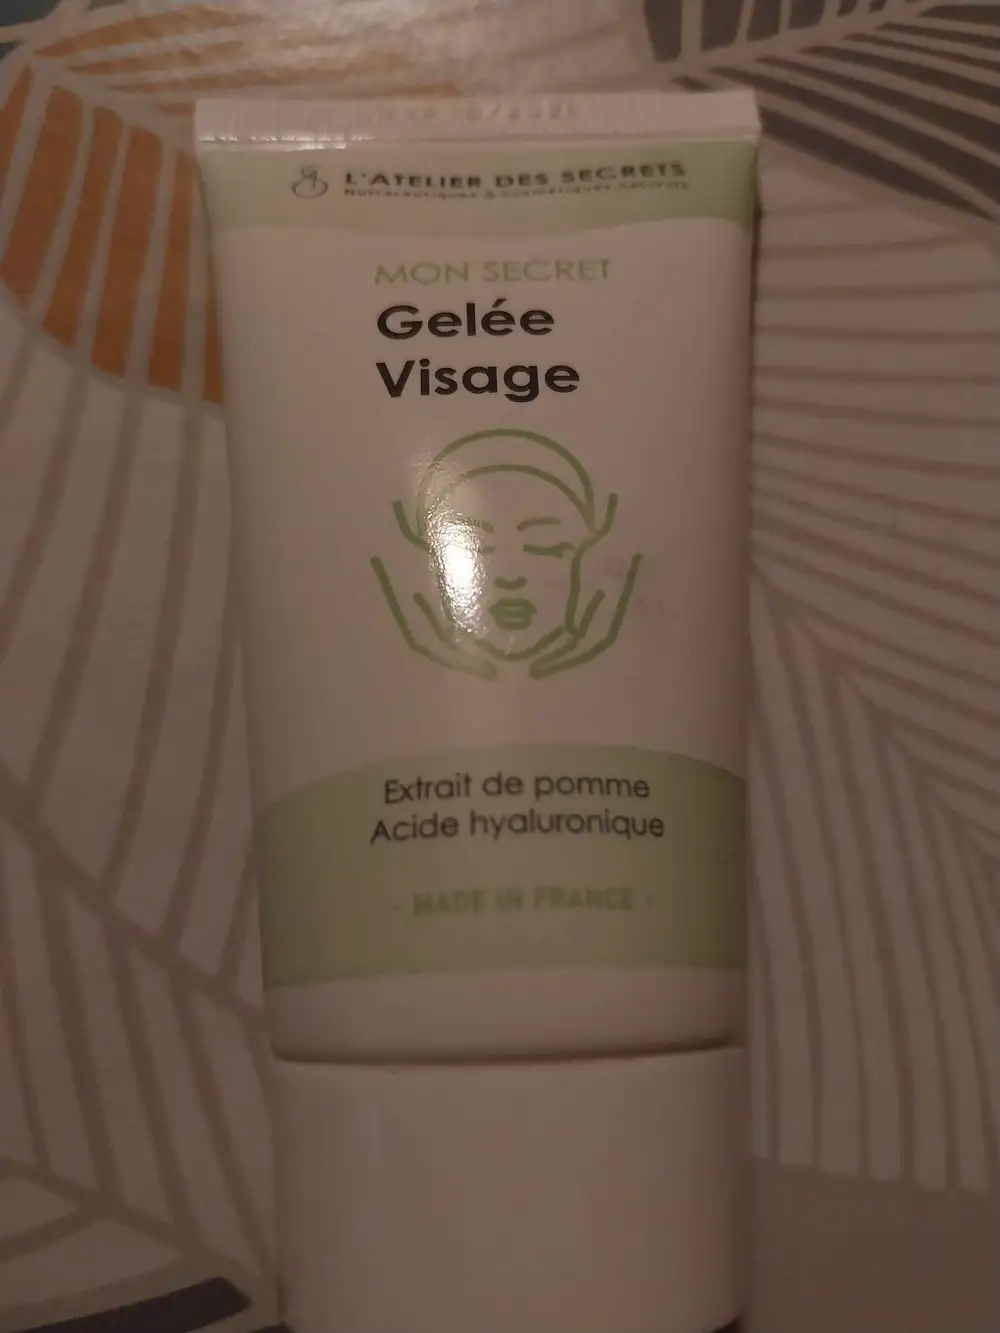 L'ATELIER DES SECRETS
MON SECRET
Gelée
Visage
Extrait de pomme
Acide hyaluronique
- MADE IN FRANCE -